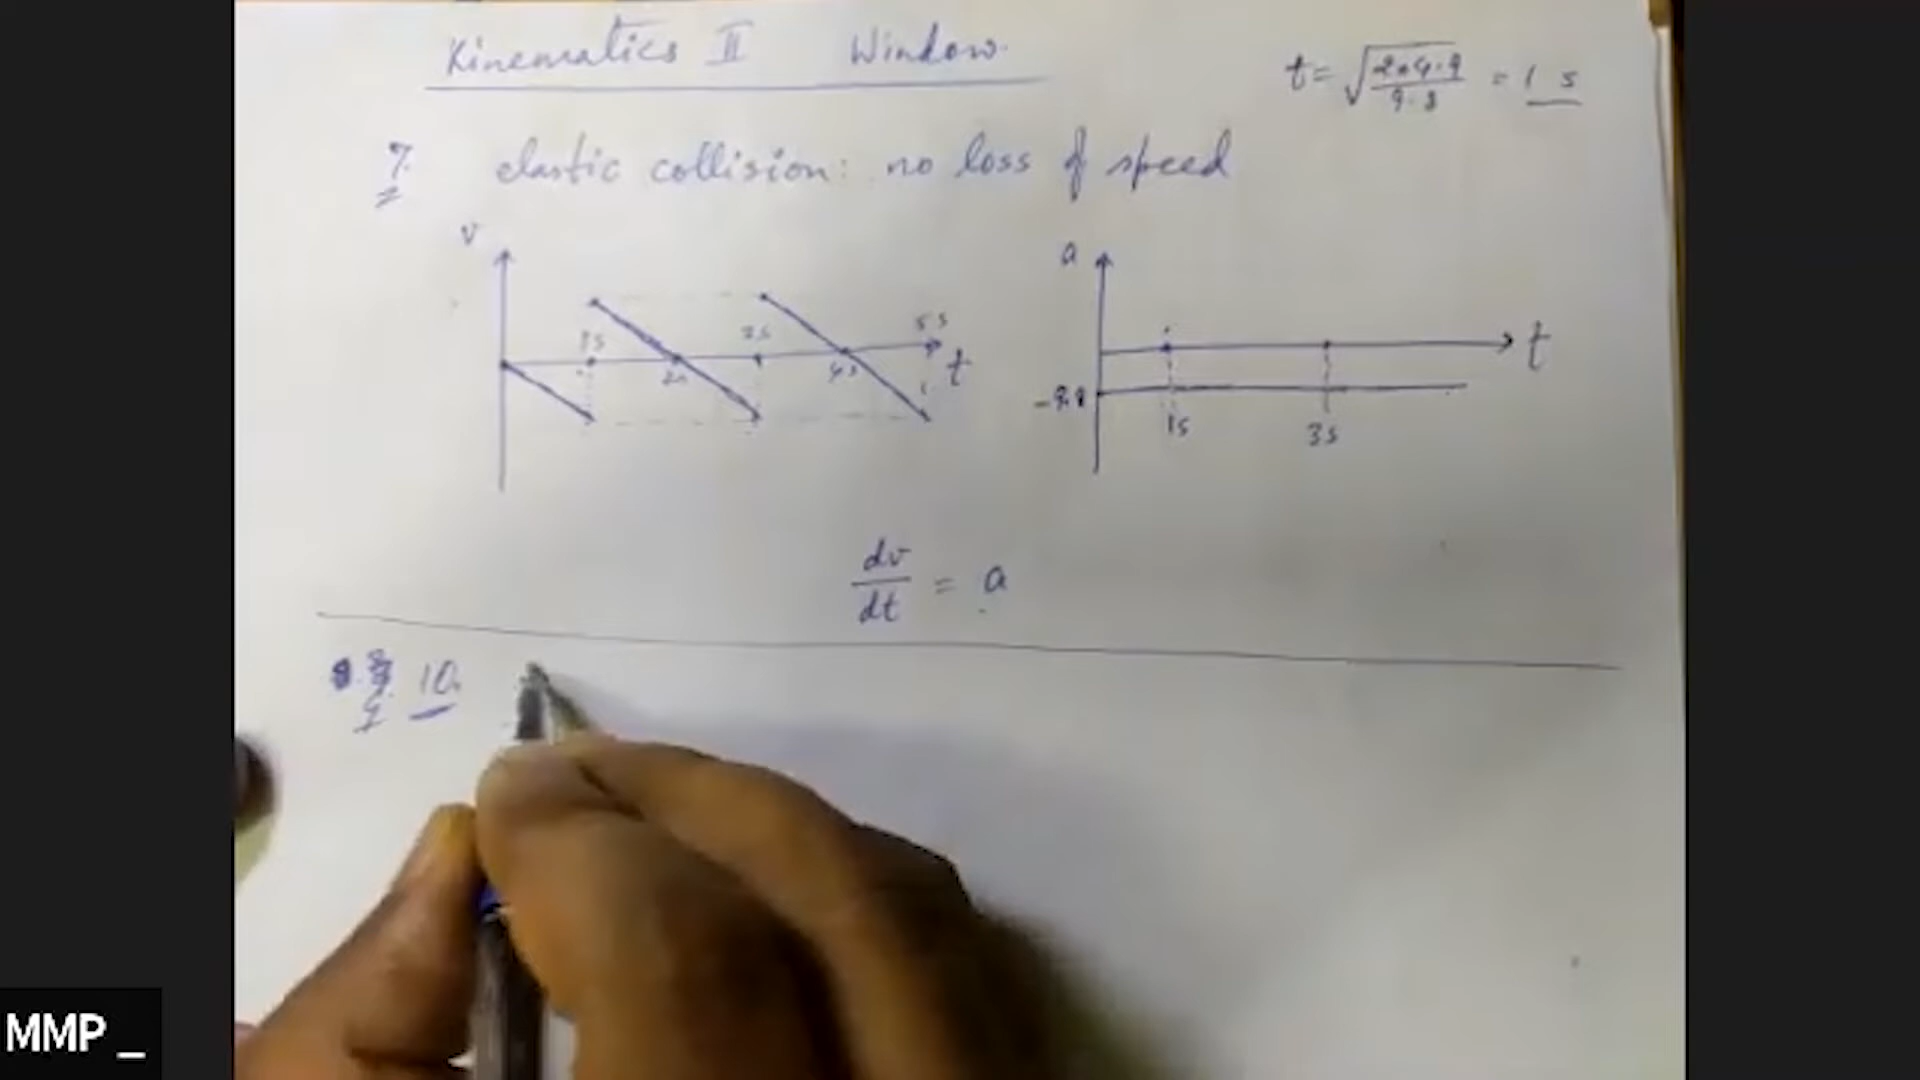 Kinematics II Window.
t = √(2×4.9/9.8) = 1 s
7. elastic collision: no loss of speed
v
1s 2s 3s 4s 5s t
a
t
-9.8
1s 3s
dv/dt = a
10.
MMP _